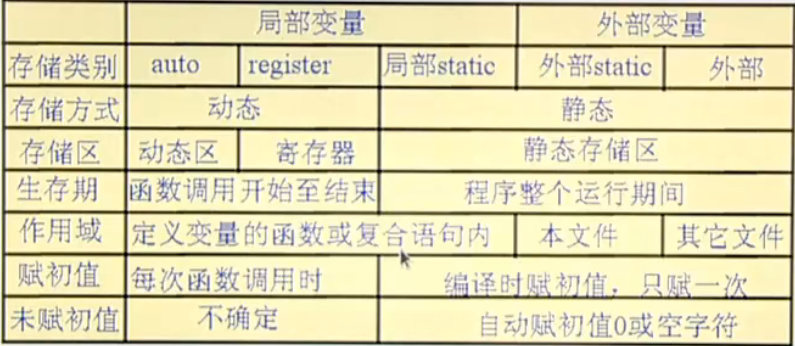 局部变量 外部变量
存储类别 auto register 局部static 外部static 外部
存储方式 动态 静态
存储区 动态区 寄存器 静态存储区
生存期 函数调用开始至结束 程序整个运行期间
作用域 定义变量的函数或复合语句内 本文件 其它文件
赋初值 每次函数调用时 编译时赋初值，只赋一次
未赋初值 不确定 自动赋初值0或空字符